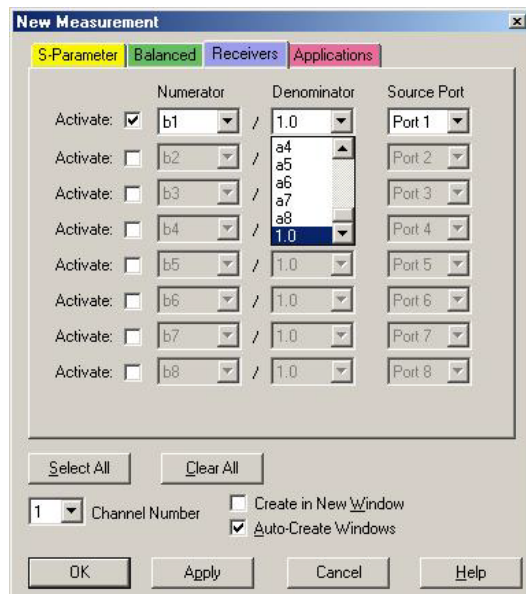 New Measurement
S-Parameter Balanced Receivers Applications
Numerator Denominator Source Port
Activate: b1 / 1.0 Port 1
a4
a5
a6
a7
a8
1.0
Activate: b2 / Port 2
Activate: b3 / Port 3
Activate: b4 / Port 4
Activate: b5 / 1.0 Port 5
Activate: b6 / 1.0 Port 6
Activate: b7 / 1.0 Port 7
Activate: b8 / 1.0 Port 8
Select All Clear All
1 Channel Number
Create in New Window
Auto-Create Windows
OK Apply Cancel Help